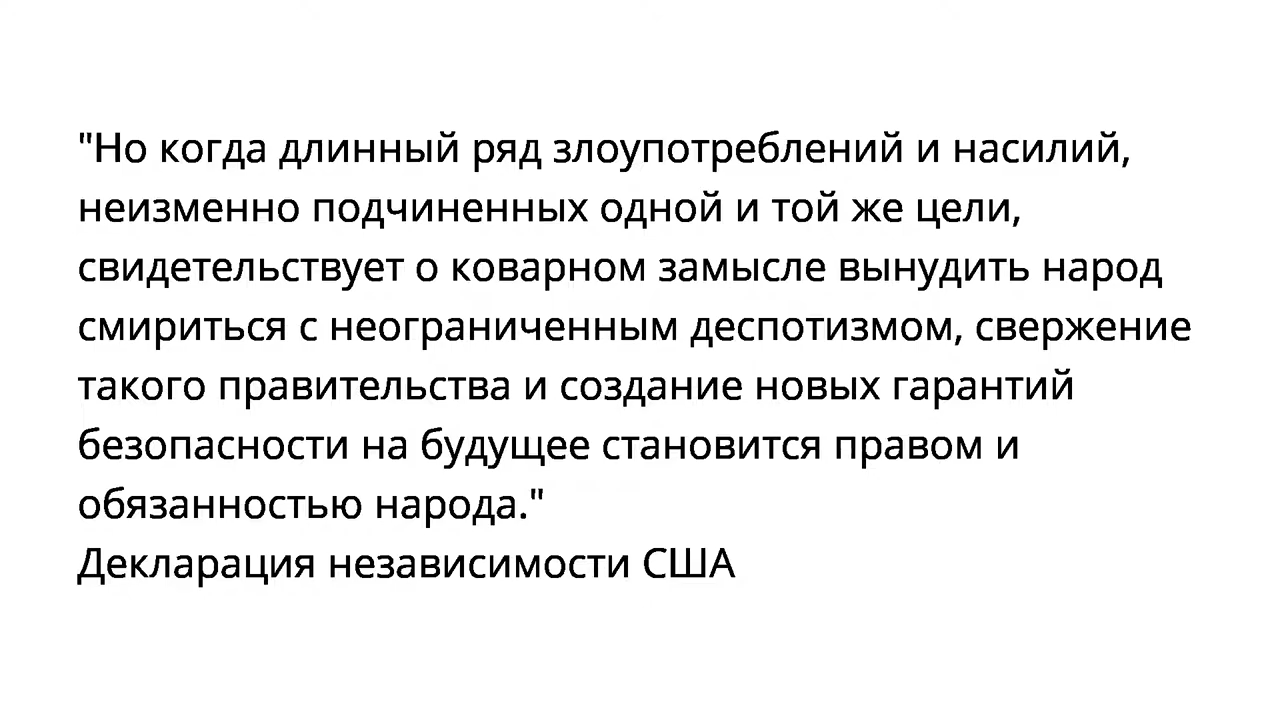 "Но когда длинный ряд злоупотреблений и насилий,
неизменно подчиненных одной и той же цели,
свидетельствует о коварном замысле вынудить народ
смириться с неограниченным деспотизмом, свержение
такого правительства и создание новых гарантий
безопасности на будущее становится правом и
обязанностью народа."
Декларация независимости США